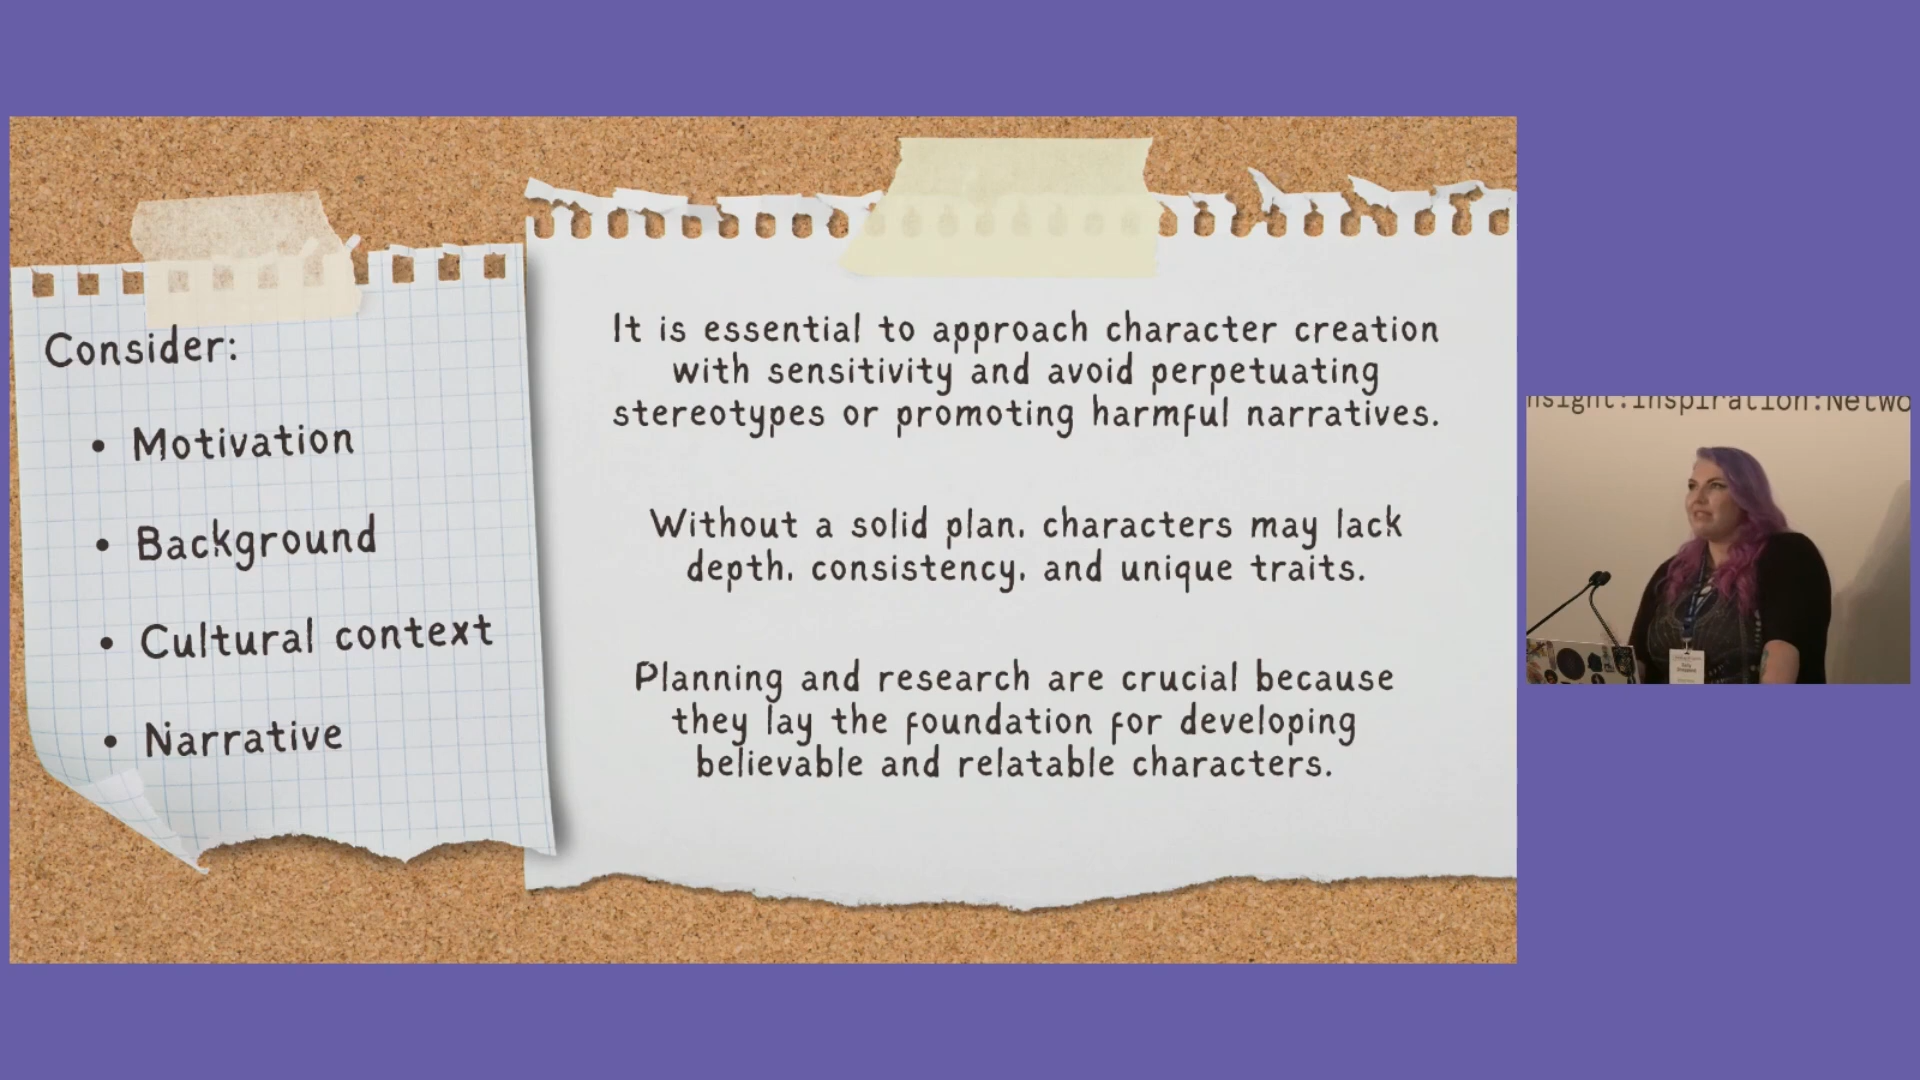 Consider:
• Motivation
• Background
• Cultural context
• Narrative
It is essential to approach character creation
with sensitivity and avoid perpetuating
stereotypes or promoting harmful narratives.
Without a solid plan, characters may lack
depth, consistency, and unique traits.
Planning and research are crucial because
they lay the foundation for developing
believable and relatable characters.
nsight:Inspiration:Netwo